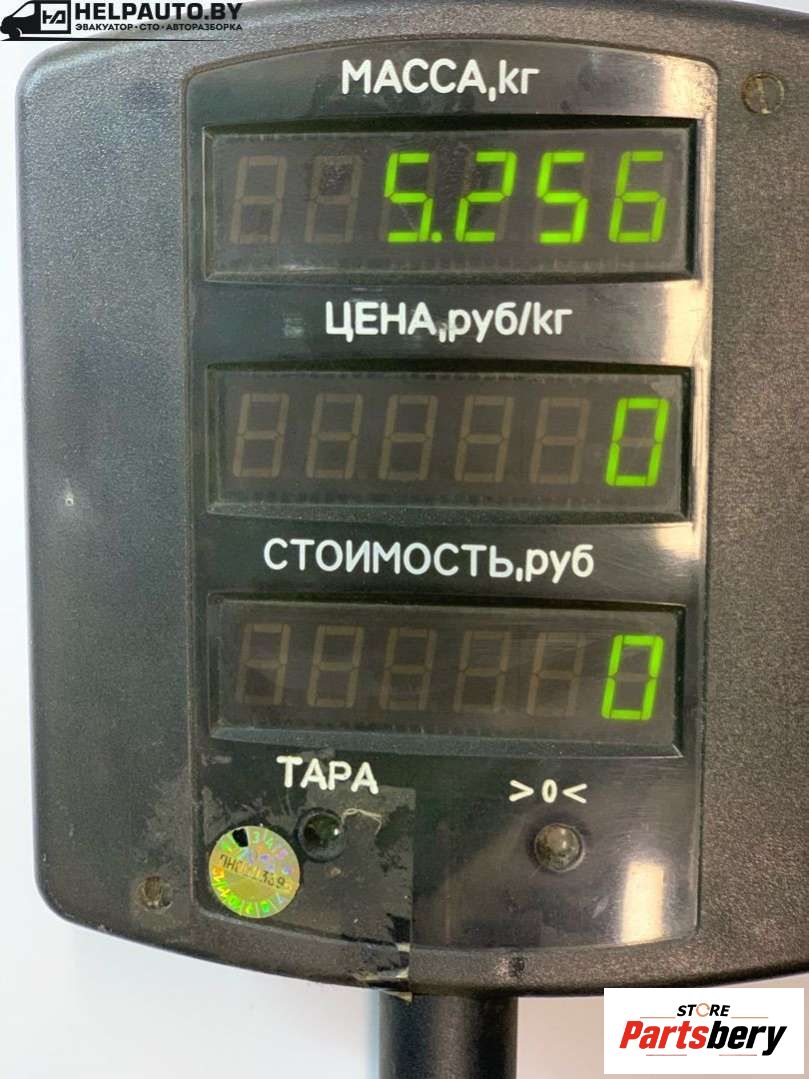 HELPAUTO.BY
ЭВАКУАТОР·СТО·АВТОРАЗБОРКА
МАССА,кг
5.256
ЦЕНА,руб/кг
0
СТОИМОСТЬ,руб
0
ТАРА
>0<
STORE
Partsbery